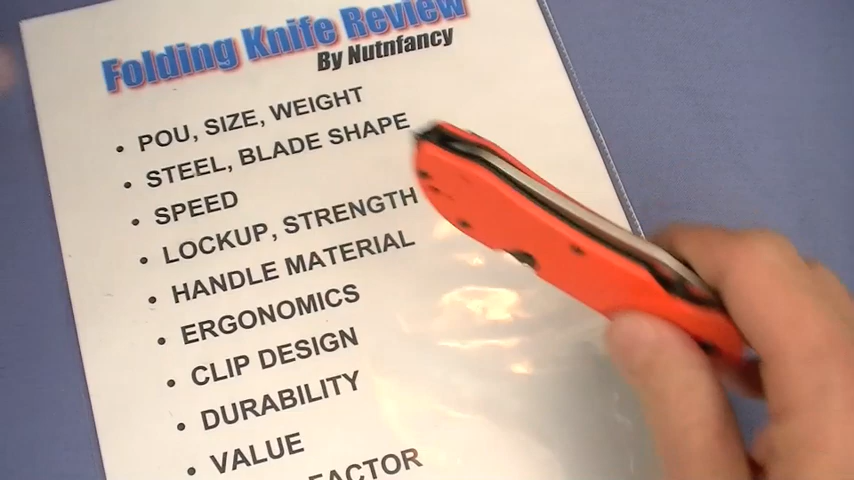 Folding Knife Review
By Nutnfancy
• POU, SIZE, WEIGHT
• STEEL, BLADE SHAPE
• SPEED
• LOCKUP, STRENGTH
• HANDLE MATERIAL
• ERGONOMICS
• CLIP DESIGN
• DURABILITY
• VALUE
FACTOR